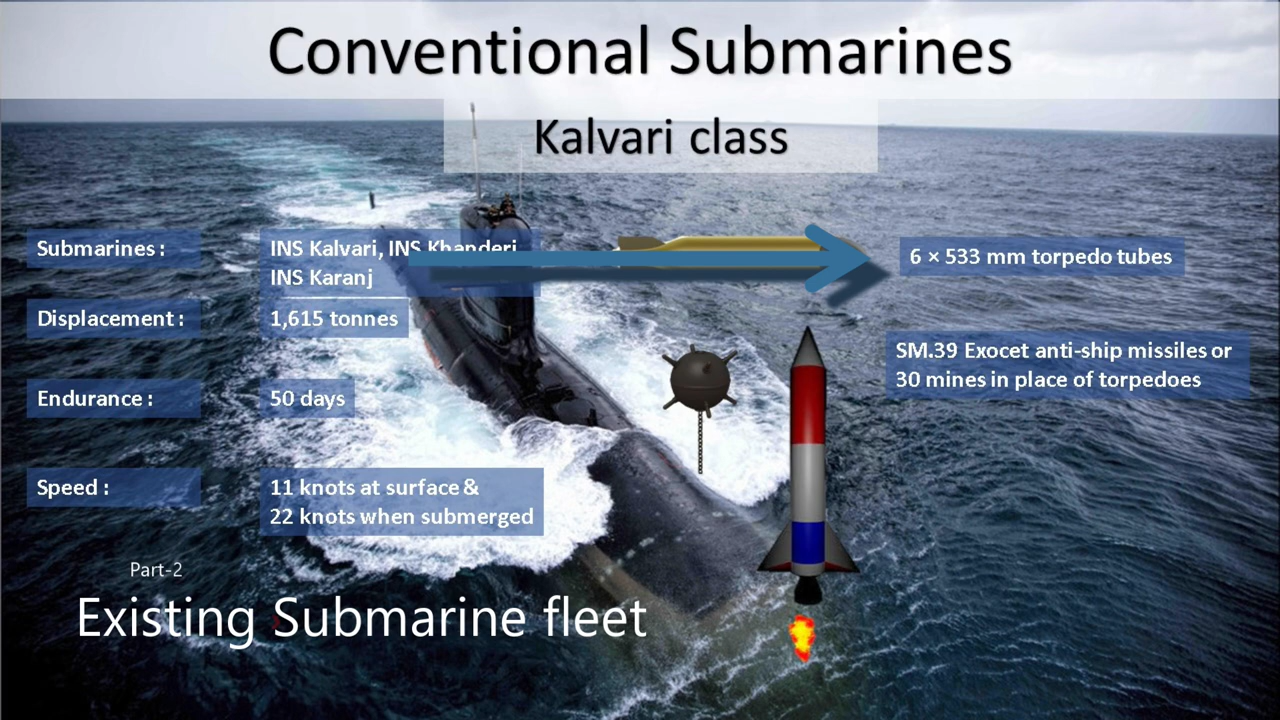 Conventional Submarines
Kalvari class
Submarines :
INS Kalvari, INS Khanderi
INS Karanj
Displacement :
1,615 tonnes
Endurance :
50 days
Speed :
11 knots at surface &
22 knots when submerged
6 × 533 mm torpedo tubes
SM.39 Exocet anti-ship missiles or
30 mines in place of torpedoes
Part-2
Existing Submarine fleet